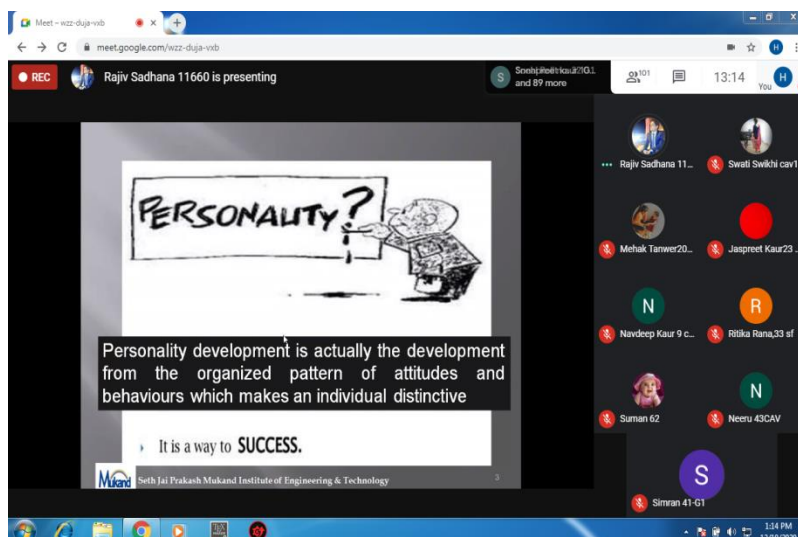 Meet – wzz-duja-vxb
meet.google.com/wzz-duja-vxb
H
REC
Rajiv Sadhana 11660 is presenting
S
and 89 more
101
13:14
You
H
PERSONALITY?
Personality development is actually the development
from the organized pattern of attitudes and
behaviours which makes an individual distinctive
It is a way to SUCCESS.
Mukand
Seth Jai Prakash Mukand Institute of Engineering & Technology
3
Rajiv Sadhana 11...
Swati Swikhi cav1
Mehak Tanwer20...
Jaspreet Kaur23 ..
N
Navdeep Kaur 9 c...
R
Ritika Rana,33 sf
Suman 62
N
Neeru 43CAV
S
Simran 41-G1
1:14 PM